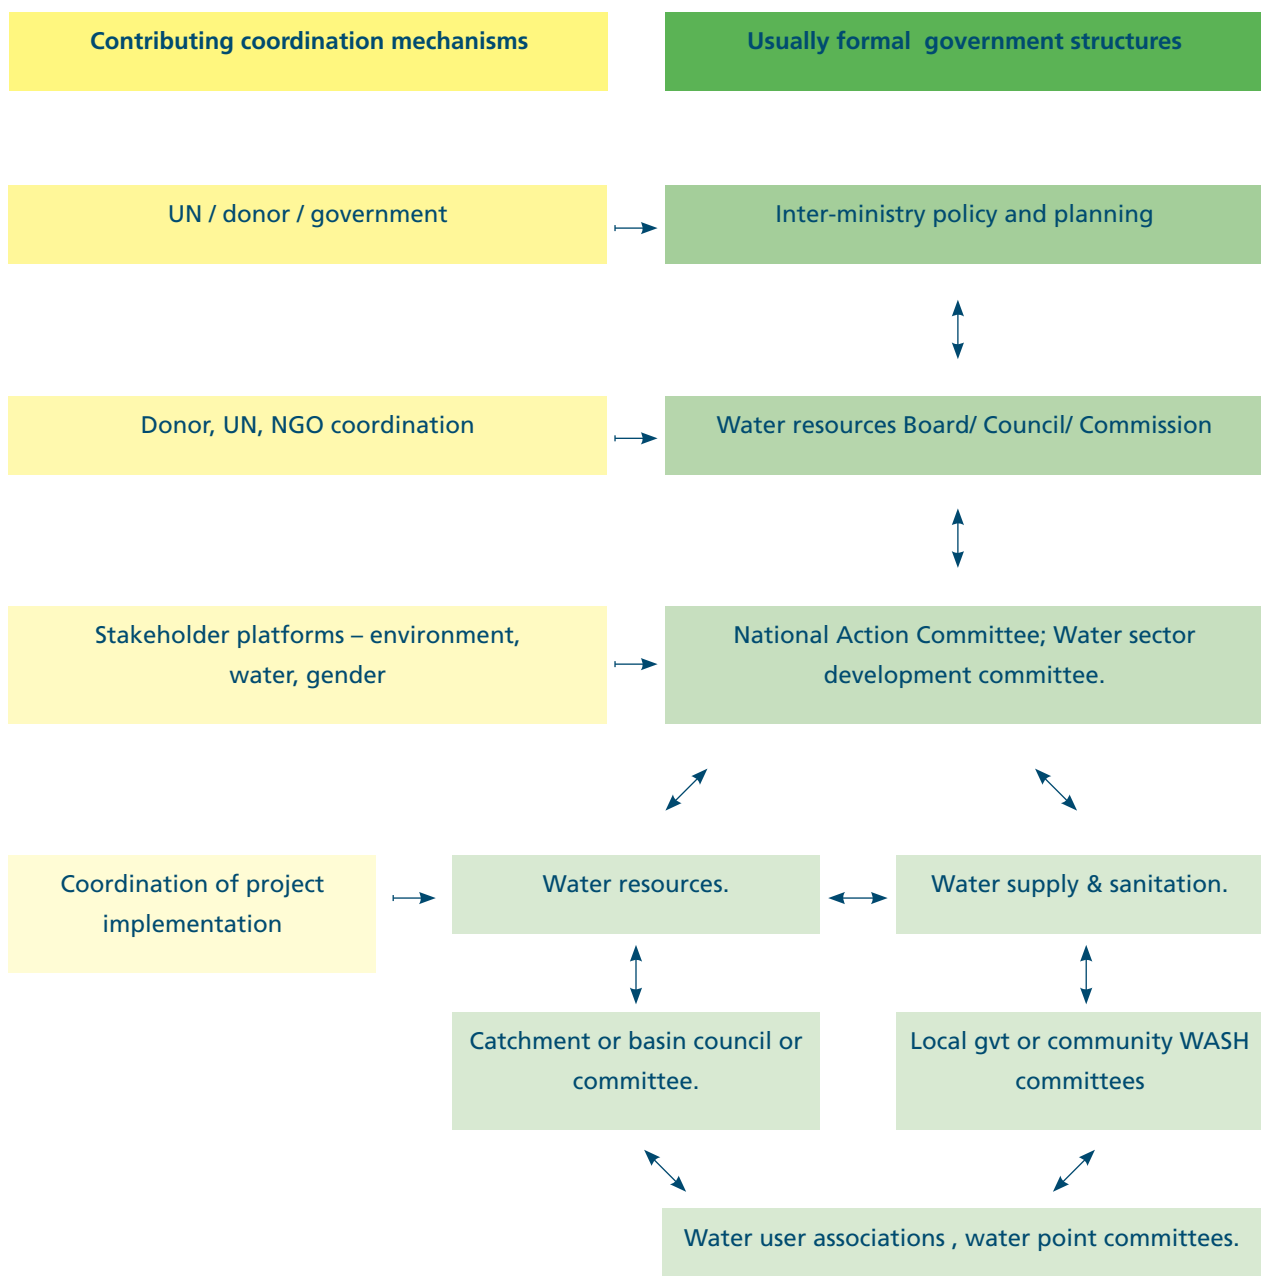 Contributing coordination mechanisms
Usually formal government structures
UN / donor / government
Inter-ministry policy and planning
Donor, UN, NGO coordination
Water resources Board/ Council/ Commission
Stakeholder platforms – environment,
water, gender
National Action Committee; Water sector
development committee.
Coordination of project
implementation
Water resources.
Water supply & sanitation.
Catchment or basin council or
committee.
Local gvt or community WASH
committees
Water user associations , water point committees.